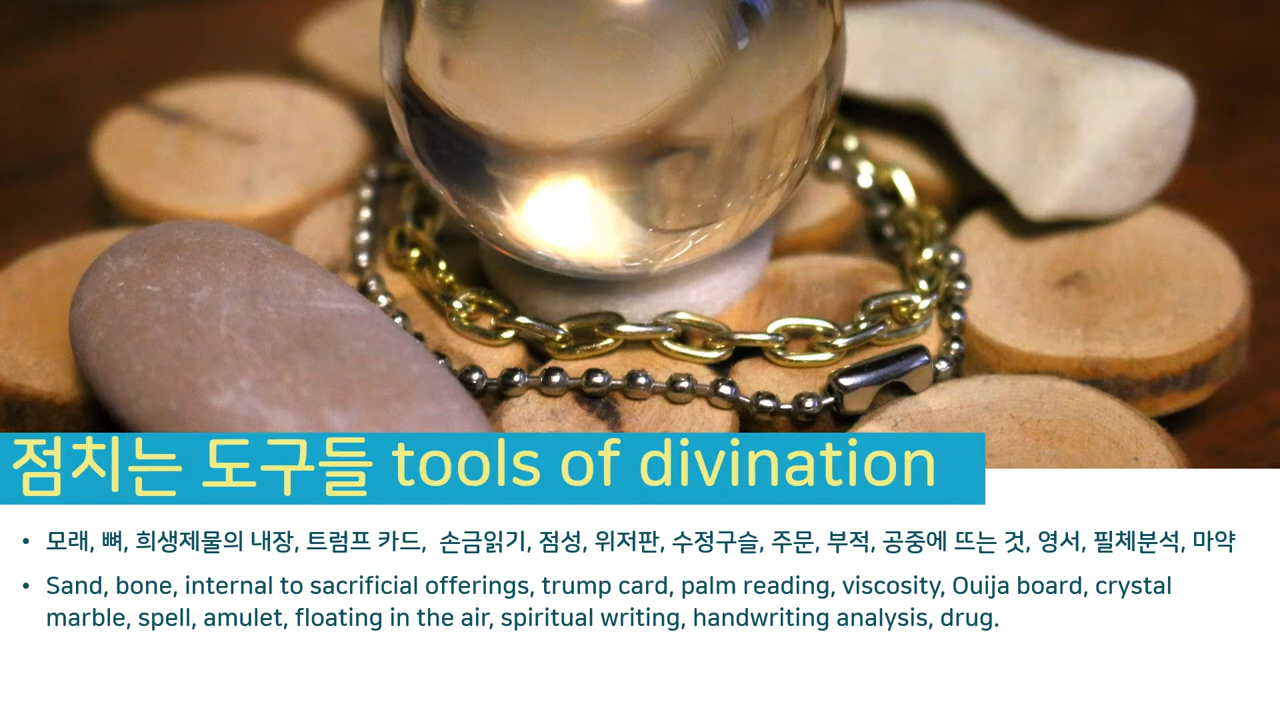 점치는 도구들 tools of divination
• 모래, 뼈, 희생제물의 내장, 트럼프 카드, 손금읽기, 점성, 위저판, 수정구슬, 주문, 부적, 공중에 뜨는 것, 영서, 필체분석, 마약
• Sand, bone, internal to sacrificial offerings, trump card, palm reading, viscosity, Ouija board, crystal
marble, spell, amulet, floating in the air, spiritual writing, handwriting analysis, drug.